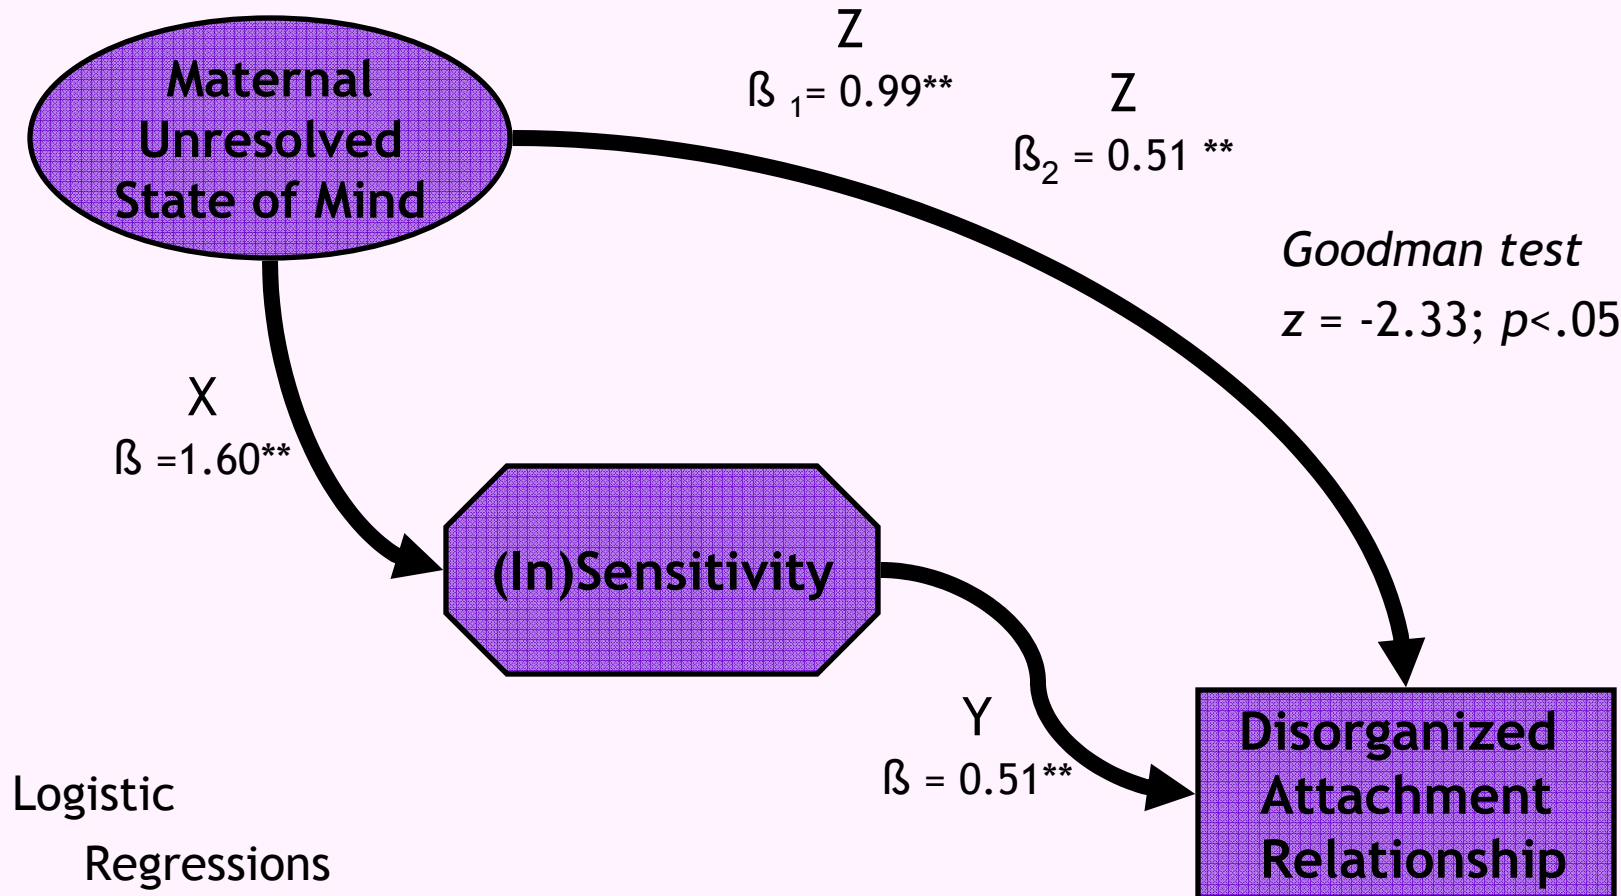 Maternal
Unresolved
State of Mind
Z
ß 1= 0.99**
Z
ß2 = 0.51 **
Goodman test
z = -2.33; p<.05
X
ß =1.60**
(In)Sensitivity
Y
ß = 0.51**
Disorganized
Attachment
Relationship
Logistic
Regressions